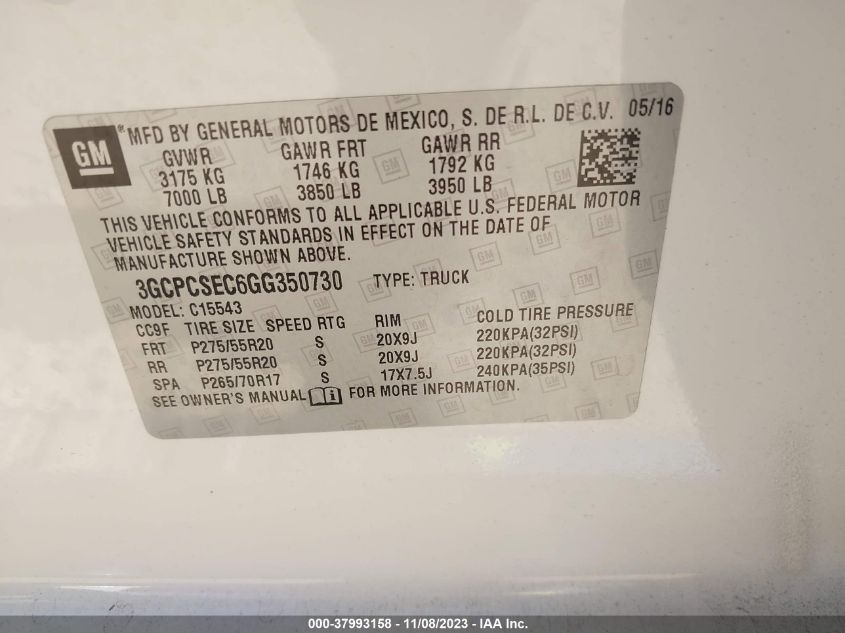 GM
® MFD BY GENERAL MOTORS DE MEXICO, S. DE R.L. DE C.V. 05/16
GVWR GAWR FRT GAWR RR
3175 KG 1746 KG 1792 KG
7000 LB 3850 LB 3950 LB
THIS VEHICLE CONFORMS TO ALL APPLICABLE U.S. FEDERAL MOTOR
VEHICLE SAFETY STANDARDS IN EFFECT ON THE DATE OF
MANUFACTURE SHOWN ABOVE.
3GCPCSEC6GG350730 TYPE: TRUCK
MODEL: C15543
CC9F TIRE SIZE SPEED RTG RIM COLD TIRE PRESSURE
FRT P275/55R20 S 20X9J 220KPA(32PSI)
RR P275/55R20 S 20X9J 220KPA(32PSI)
SPA P265/70R17 S 17X7.5J 240KPA(35PSI)
SEE OWNER'S MANUAL FOR MORE INFORMATION.
000-37993158 - 11/08/2023 - IAA Inc.